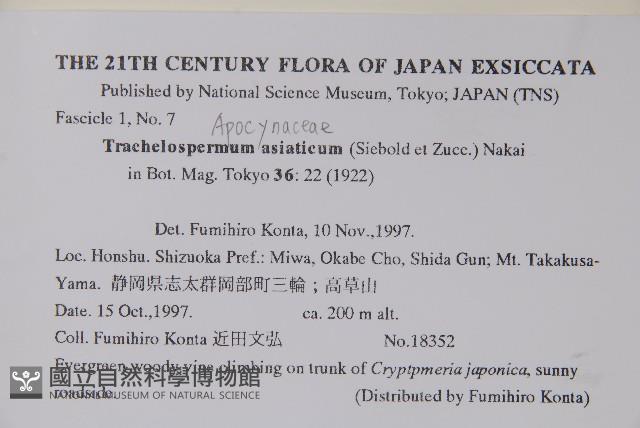 THE 21TH CENTURY FLORA OF JAPAN EXSICCATA
Published by National Science Museum, Tokyo; JAPAN (TNS)
Fascicle 1, No. 7
Apocynaceae
Trachelospermum asiaticum (Siebold et Zucc.) Nakai
in Bot. Mag. Tokyo 36: 22 (1922)
Det. Fumihiro Konta, 10 Nov.,1997.
Loc. Honshu. Shizuoka Pref.: Miwa, Okabe Cho, Shida Gun; Mt. Takakusa-
Yama. 静岡県志太群岡部町三輪；高草山
Date. 15 Oct.,1997. ca. 200 m alt.
Coll. Fumihiro Konta 近田文弘 No.18352
Evergreen woody vine climbing on trunk of Cryptpmeria japonica, sunny
roadside. (Distributed by Fumihiro Konta)
國立自然科學博物館
NATIONAL MUSEUM OF NATURAL SCIENCE